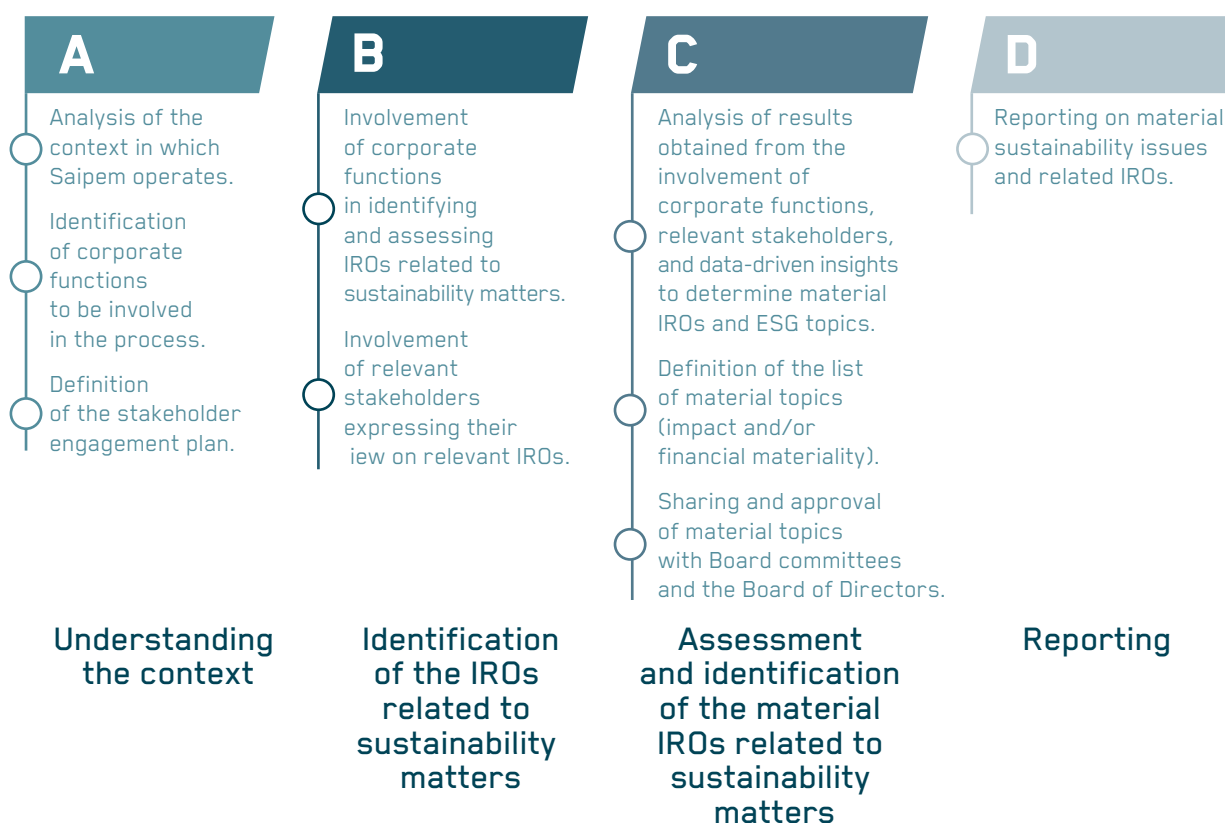 A
Analysis of the
context in which
Saipem operates.
Identification
of corporate
functions
to be involved
in the process.
Definition
of the stakeholder
engagement plan.
Understanding
the context
B
Involvement
of corporate
functions
in identifying
and assessing
IROs related to
sustainability matters.
Involvement
of relevant
stakeholders
expressing their
iew on relevant IROs.
Identification
of the IROs
related to
sustainability
matters
C
Analysis of results
obtained from the
involvement of
corporate functions,
relevant stakeholders,
and data-driven insights
to determine material
IROs and ESG topics.
Definition of the list
of material topics
(impact and/or
financial materiality).
Sharing and approval
of material topics
with Board committees
and the Board of Directors.
Assessment
and identification
of the material
IROs related to
sustainability
matters
D
Reporting on material
sustainability issues
and related IROs.
Reporting